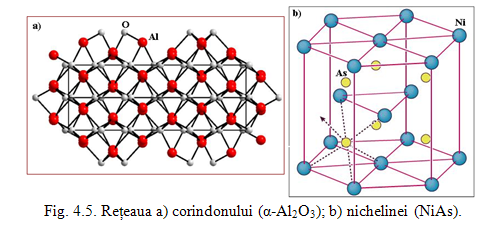 a)
O
Al
b)
Ni
As
Fig. 4.5. Rețeaua a) corindonului (α-Al₂O₃); b) nichelinei (NiAs).